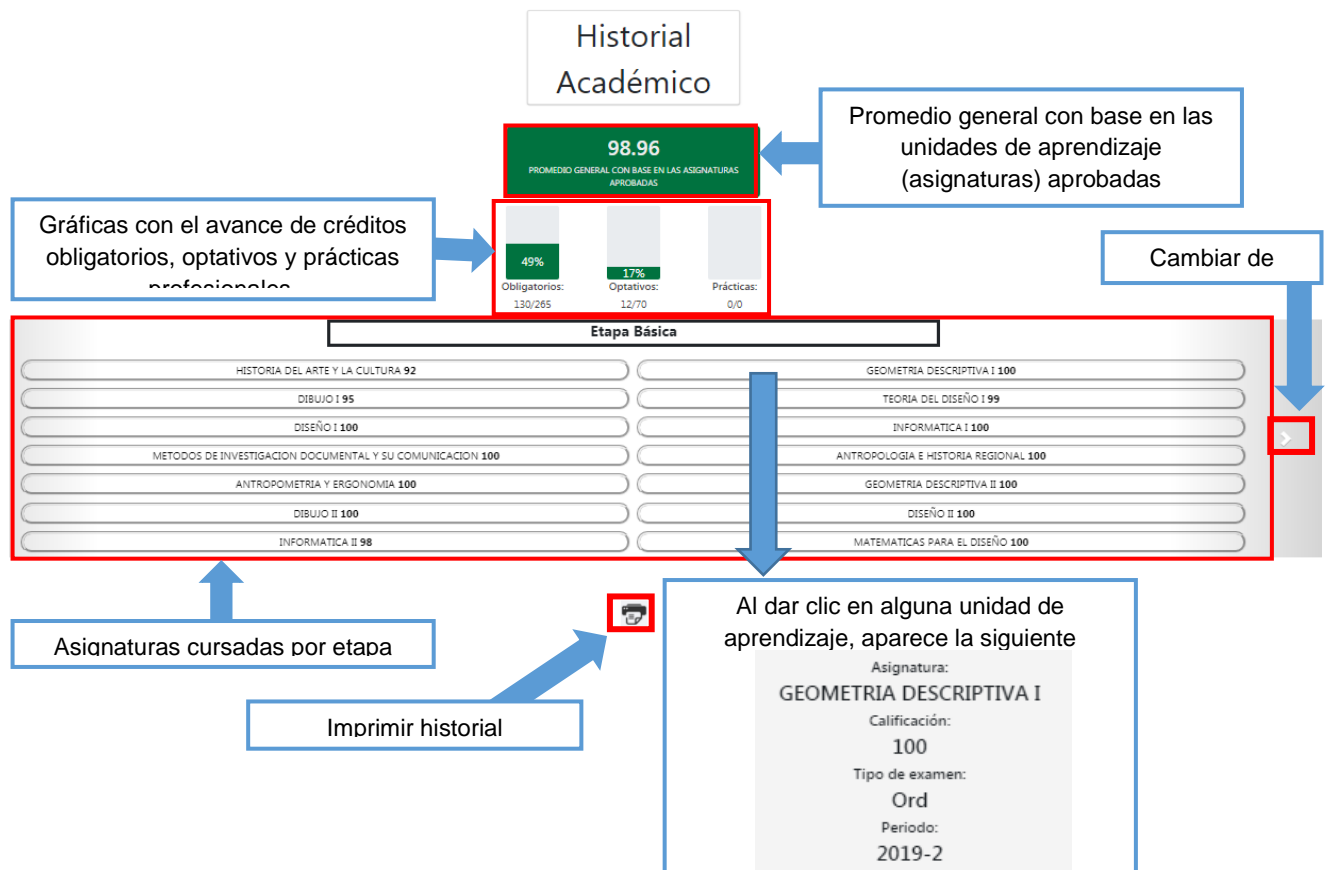 Historial
Académico
98.96
PROMEDIO GENERAL CON BASE EN LAS ASIGNATURAS
APROBADAS
Promedio general con base en las
unidades de aprendizaje
(asignaturas) aprobadas
Gráficas con el avance de créditos
obligatorios, optativos y prácticas
profesionales
49%
17%
Obligatorios:
Optativos:
Prácticas:
130/265
12/70
0/0
Cambiar de
Etapa Básica
HISTORIA DEL ARTE Y LA CULTURA 92
GEOMETRIA DESCRIPTIVA I 100
DIBUJO I 95
TEORIA DEL DISEÑO I 99
DISEÑO I 100
INFORMATICA I 100
METODOS DE INVESTIGACION DOCUMENTAL Y SU COMUNICACION 100
ANTROPOLOGIA E HISTORIA REGIONAL 100
ANTROPOMETRIA Y ERGONOMIA 100
GEOMETRIA DESCRIPTIVA II 100
DIBUJO II 100
DISEÑO II 100
INFORMATICA II 98
MATEMATICAS PARA EL DISEÑO 100
Asignaturas cursadas por etapa
Imprimir historial
Al dar clic en alguna unidad de
aprendizaje, aparece la siguiente
Asignatura:
GEOMETRIA DESCRIPTIVA I
Calificación:
100
Tipo de examen:
Ord
Periodo:
2019-2